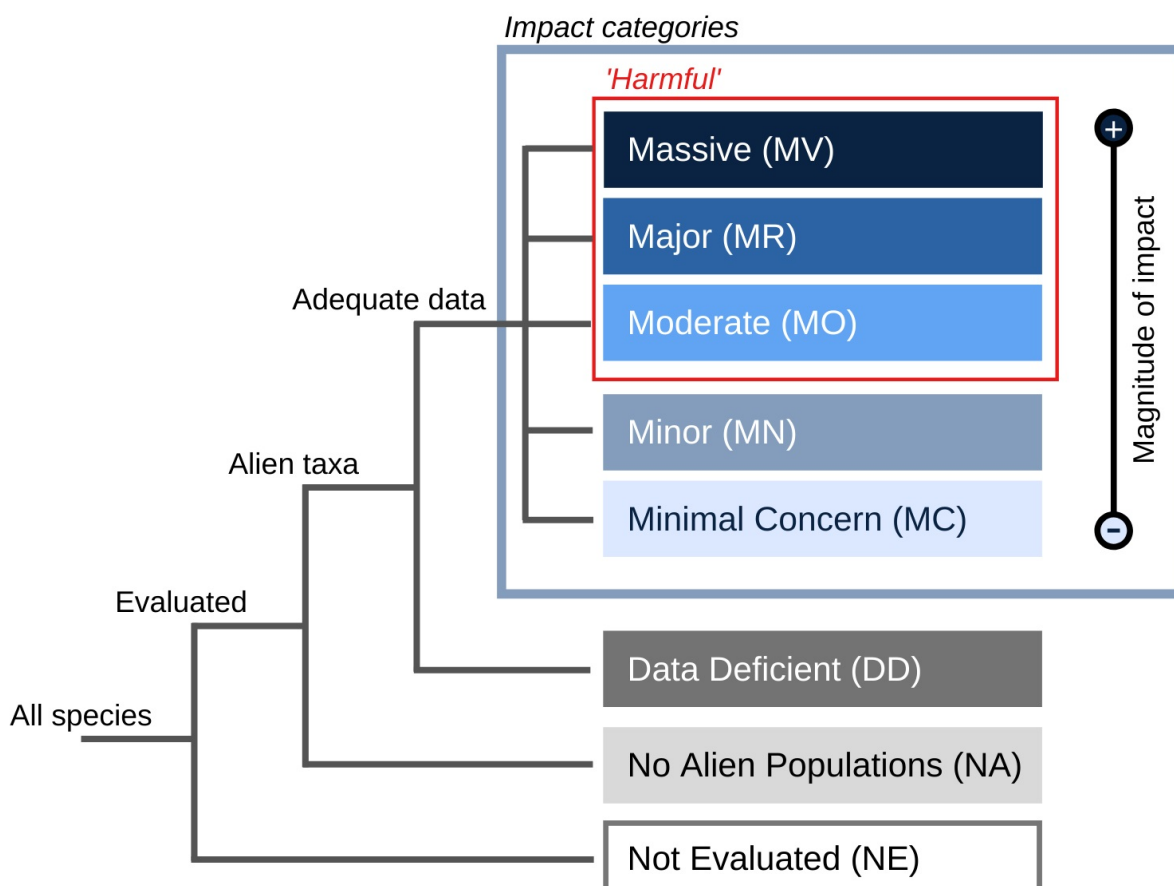 Impact categories
'Harmful'
Massive (MV)
+
Major (MR)
Adequate data
Moderate (MO)
Magnitude of impact
Minor (MN)
Alien taxa
Minimal Concern (MC)
-
Evaluated
Data Deficient (DD)
All species
No Alien Populations (NA)
Not Evaluated (NE)